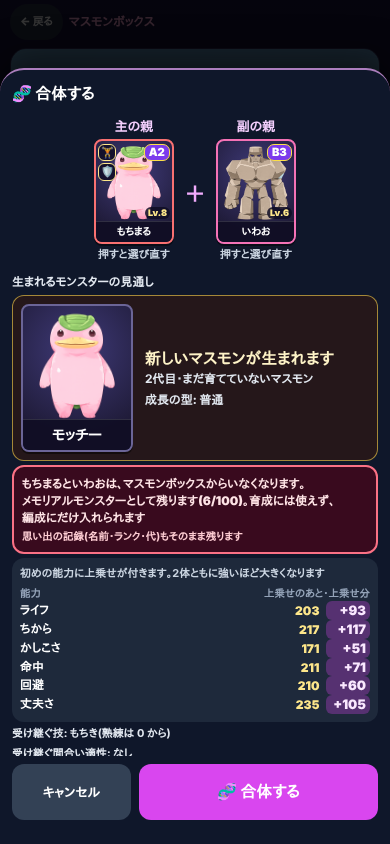 ← 戻る
マスモンボックス
🧬 合体する
主の親
副の親
A2
B3
Lv.8
Lv.6
もちまる
+
いわお
押すと選び直す
押すと選び直す
生まれるモンスターの見通し
新しいマスモンが生まれます
2代目・まだ育てていないマスモン
成長の型: 普通
モッチー
もちまるといわおは、マスモンボックスからいなくなります。
メモリアルモンスターとして残ります(6/100)。育成には使えず、
編成にだけ入れられます
思い出の記録(名前・ランク・代)もそのまま残ります
初めの能力に上乗せが付きます。2体ともに強いほど大きくなります
能力 上乗せのあと・上乗せ分
ライフ 203 +93
ちから 217 +117
かしこさ 171 +51
命中 211 +71
回避 210 +60
丈夫さ 235 +105
受け継ぐ技: もちき(熟練は 0 から)
受け継ぐ間合い適性: なし
キャンセル
🧬 合体する